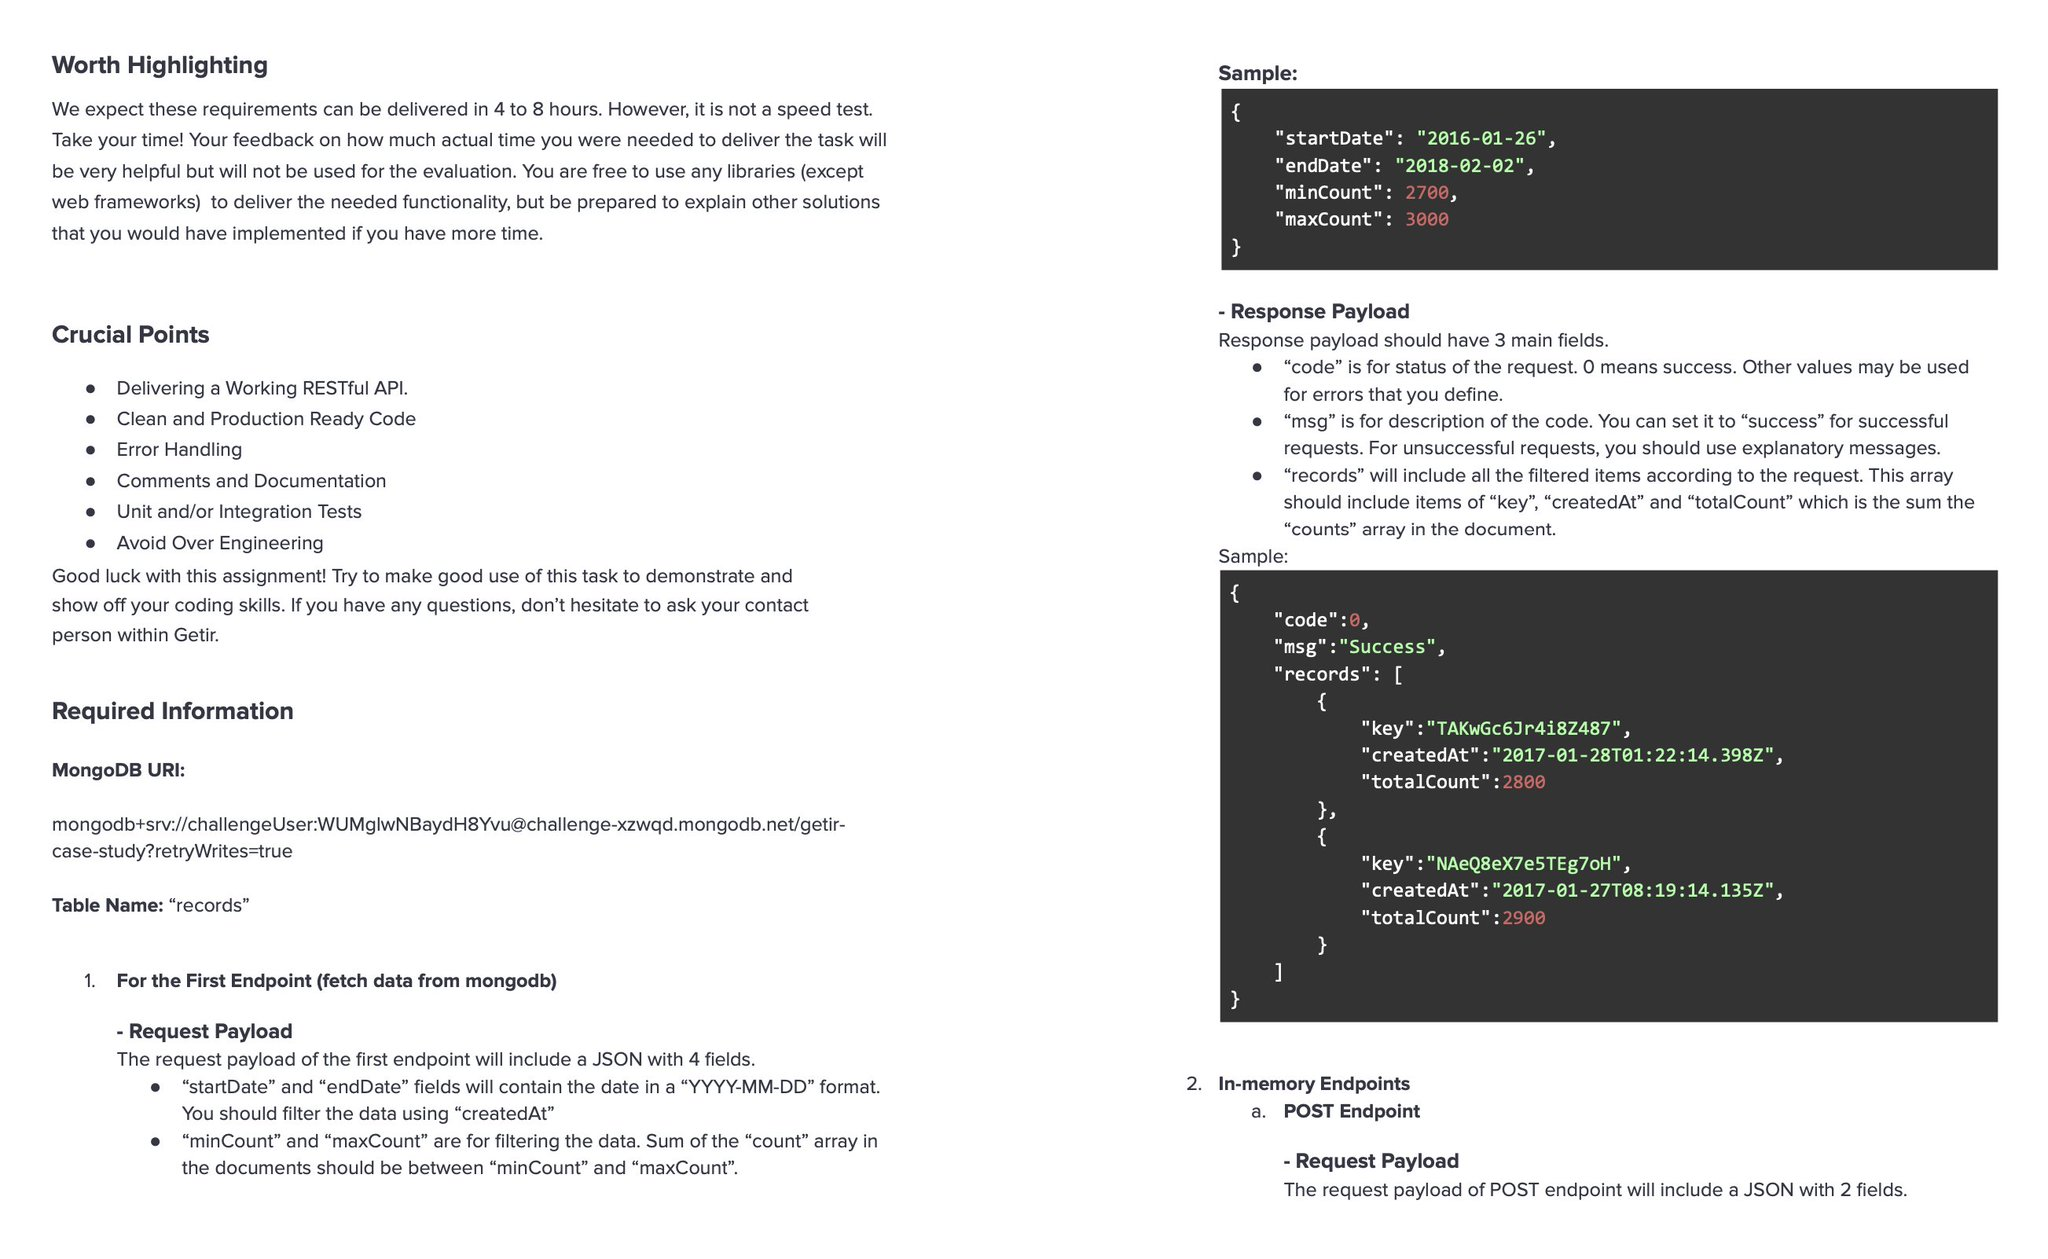 Worth Highlighting
We expect these requirements can be delivered in 4 to 8 hours. However, it is not a speed test.
Take your time! Your feedback on how much actual time you were needed to deliver the task will
be very helpful but will not be used for the evaluation. You are free to use any libraries (except
web frameworks)  to deliver the needed functionality, but be prepared to explain other solutions
that you would have implemented if you have more time.
Crucial Points
● Delivering a Working RESTful API.
● Clean and Production Ready Code
● Error Handling
● Comments and Documentation
● Unit and/or Integration Tests
● Avoid Over Engineering
Good luck with this assignment! Try to make good use of this task to demonstrate and
show off your coding skills. If you have any questions, don’t hesitate to ask your contact
person within Getir.
Required Information
MongoDB URI:
mongodb+srv://challengeUser:WUMglwNBaydH8Yvu@challenge-xzwqd.mongodb.net/getir-
case-study?retryWrites=true
Table Name: “records”
1. For the First Endpoint (fetch data from mongodb)
- Request Payload
The request payload of the first endpoint will include a JSON with 4 fields.
● “startDate” and “endDate” fields will contain the date in a “YYYY-MM-DD” format.
You should filter the data using “createdAt”
● “minCount” and “maxCount” are for filtering the data. Sum of the “count” array in
the documents should be between “minCount” and “maxCount”.
Sample:
{
"startDate": "2016-01-26",
"endDate": "2018-02-02",
"minCount": 2700,
"maxCount": 3000
}
- Response Payload
Response payload should have 3 main fields.
● “code” is for status of the request. 0 means success. Other values may be used
for errors that you define.
● “msg” is for description of the code. You can set it to “success” for successful
requests. For unsuccessful requests, you should use explanatory messages.
● “records” will include all the filtered items according to the request. This array
should include items of “key”, “createdAt” and “totalCount” which is the sum the
“counts” array in the document.
Sample:
{
"code":0,
"msg":"Success",
"records": [
{
"key":"TAKwGc6Jr4i8Z487",
"createdAt":"2017-01-28T01:22:14.398Z",
"totalCount":2800
},
{
"key":"NAeQ8eX7e5TEg7oH",
"createdAt":"2017-01-27T08:19:14.135Z",
"totalCount":2900
}
]
}
2. In-memory Endpoints
a. POST Endpoint
- Request Payload
The request payload of POST endpoint will include a JSON with 2 fields.